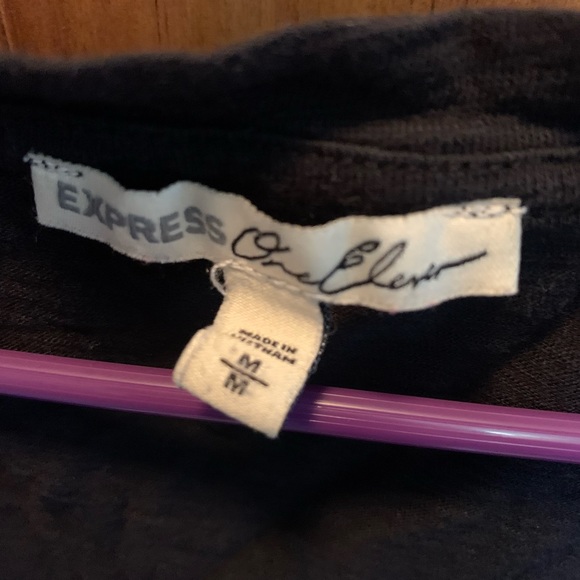 EXPRESS One Eleven
MADE IN
VIETNAM
M
M